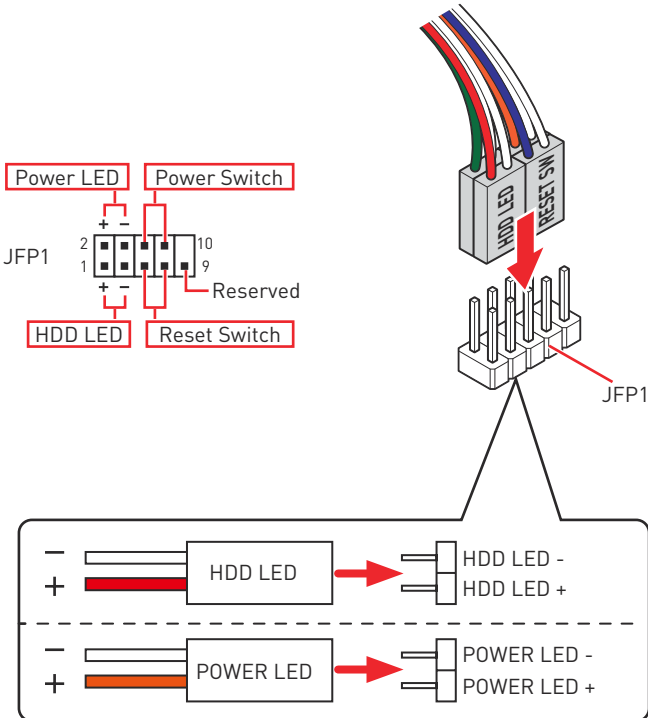 HDD LED
RESET SW
Power LED
Power Switch
+ −
2
10
JFP1
1
9
+ −
Reserved
HDD LED
Reset Switch
JFP1
−
+
HDD LED
HDD LED -
HDD LED +
−
+
POWER LED
POWER LED -
POWER LED +